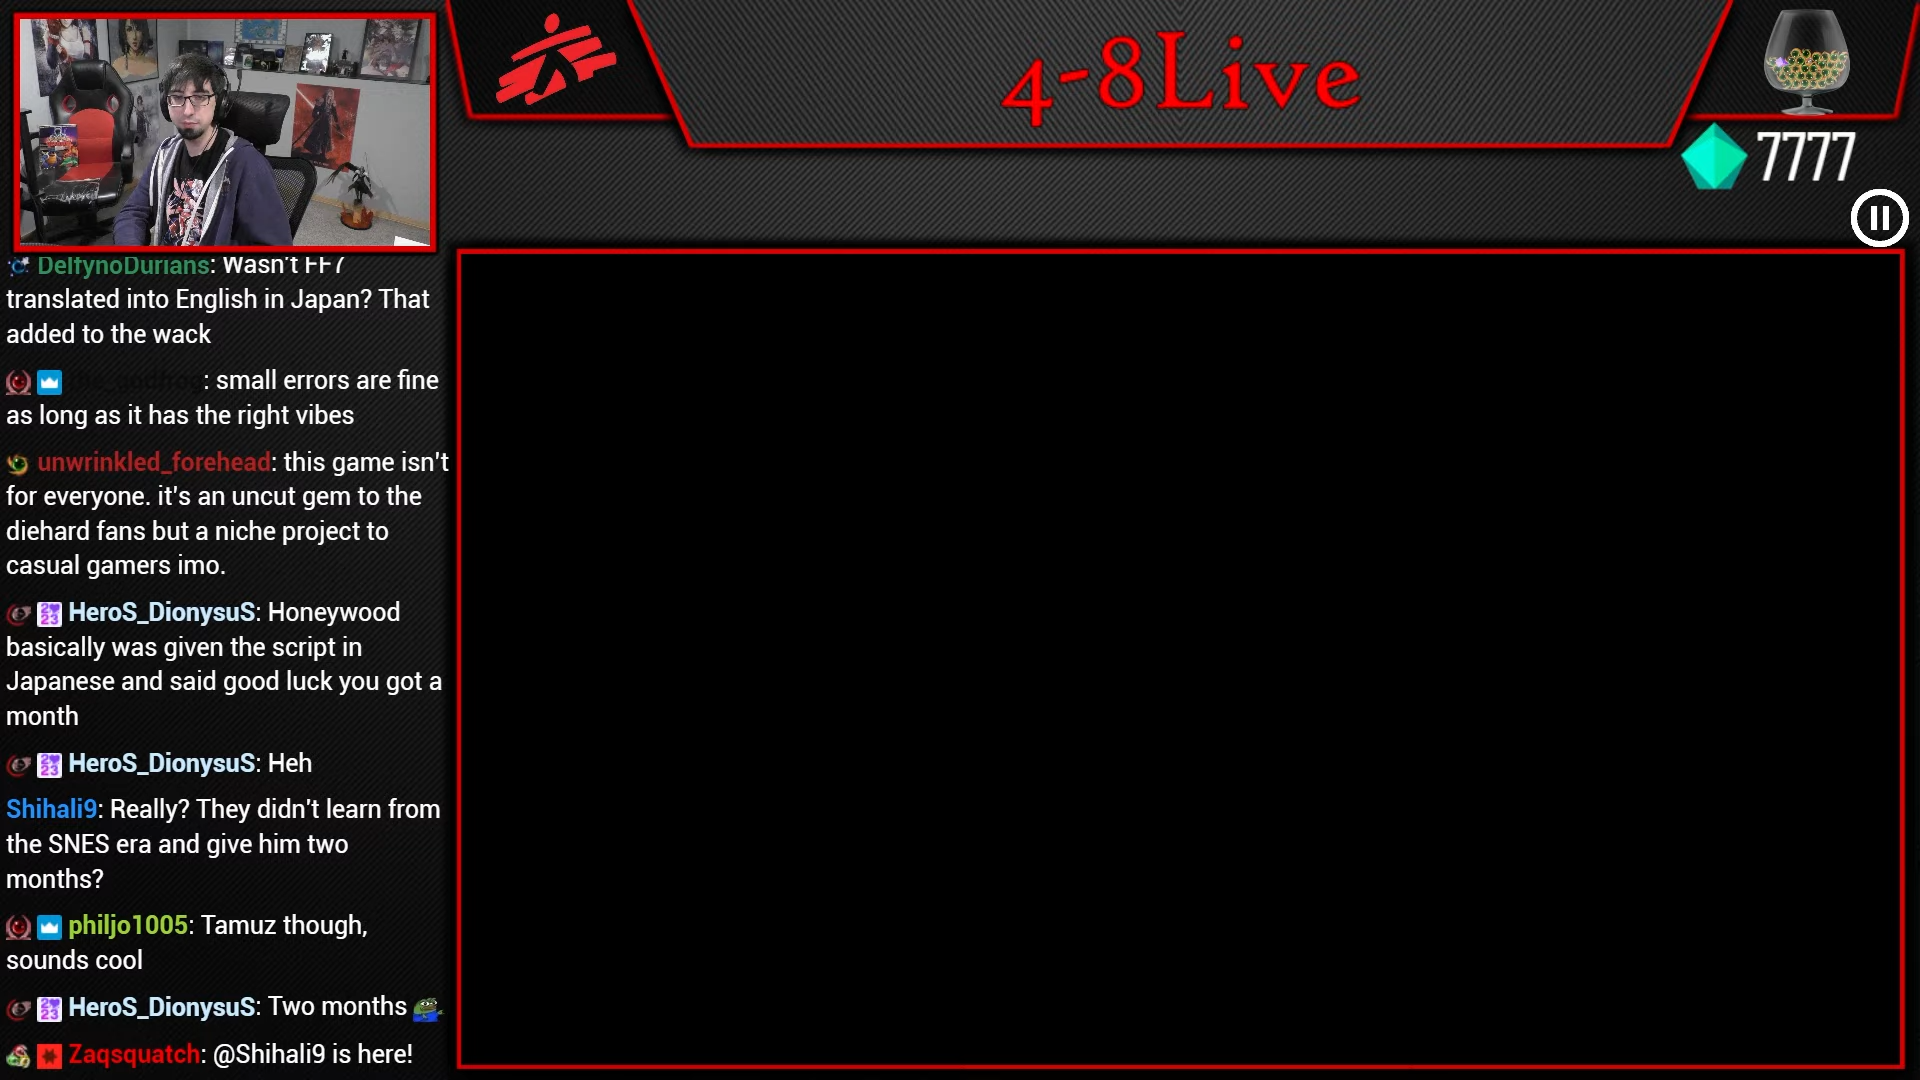 4-8Live
7777
DelfynoDurians: Wasn't FF7
translated into English in Japan? That
added to the wack
: small errors are fine
as long as it has the right vibes
unwrinkled_forehead: this game isn't
for everyone. it's an uncut gem to the
diehard fans but a niche project to
casual gamers imo.
HeroS_DionysuS: Honeywood
basically was given the script in
Japanese and said good luck you got a
month
HeroS_DionysuS: Heh
Shihali9: Really? They didn't learn from
the SNES era and give him two
months?
philjo1005: Tamuz though,
sounds cool
HeroS_DionysuS: Two months
Zaqsquatch: @Shihali9 is here!